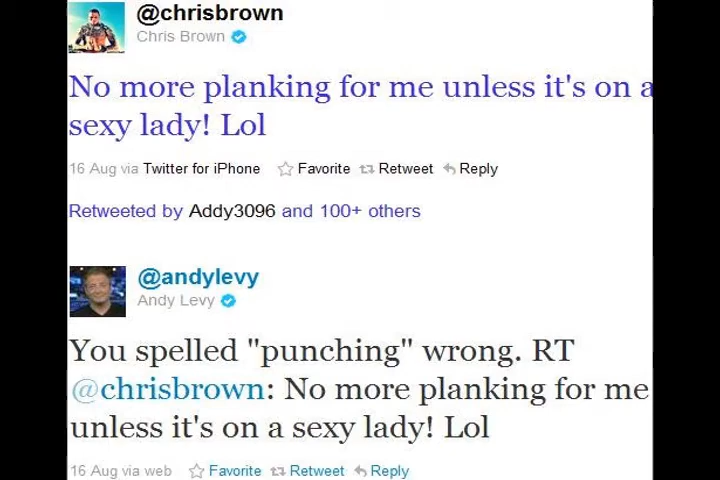 @chrisbrown
Chris Brown
No more planking for me unless it's on a
sexy lady! Lol
16 Aug via Twitter for iPhone Favorite Retweet Reply
Retweeted by Addy3096 and 100+ others
@andylevy
Andy Levy
You spelled "punching" wrong. RT
@chrisbrown: No more planking for me
unless it's on a sexy lady! Lol
16 Aug via web Favorite Retweet Reply